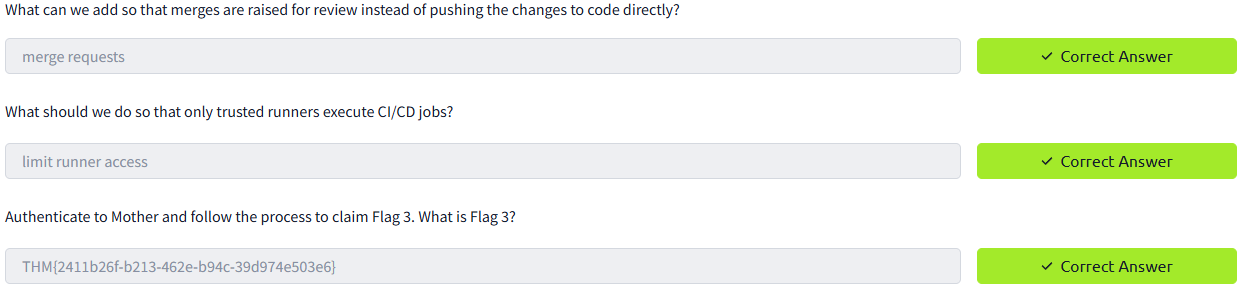 What can we add so that merges are raised for review instead of pushing the changes to code directly?
merge requests ✓ Correct Answer
What should we do so that only trusted runners execute CI/CD jobs?
limit runner access ✓ Correct Answer
Authenticate to Mother and follow the process to claim Flag 3. What is Flag 3?
THM{2411b26f-b213-462e-b94c-39d974e503e6} ✓ Correct Answer